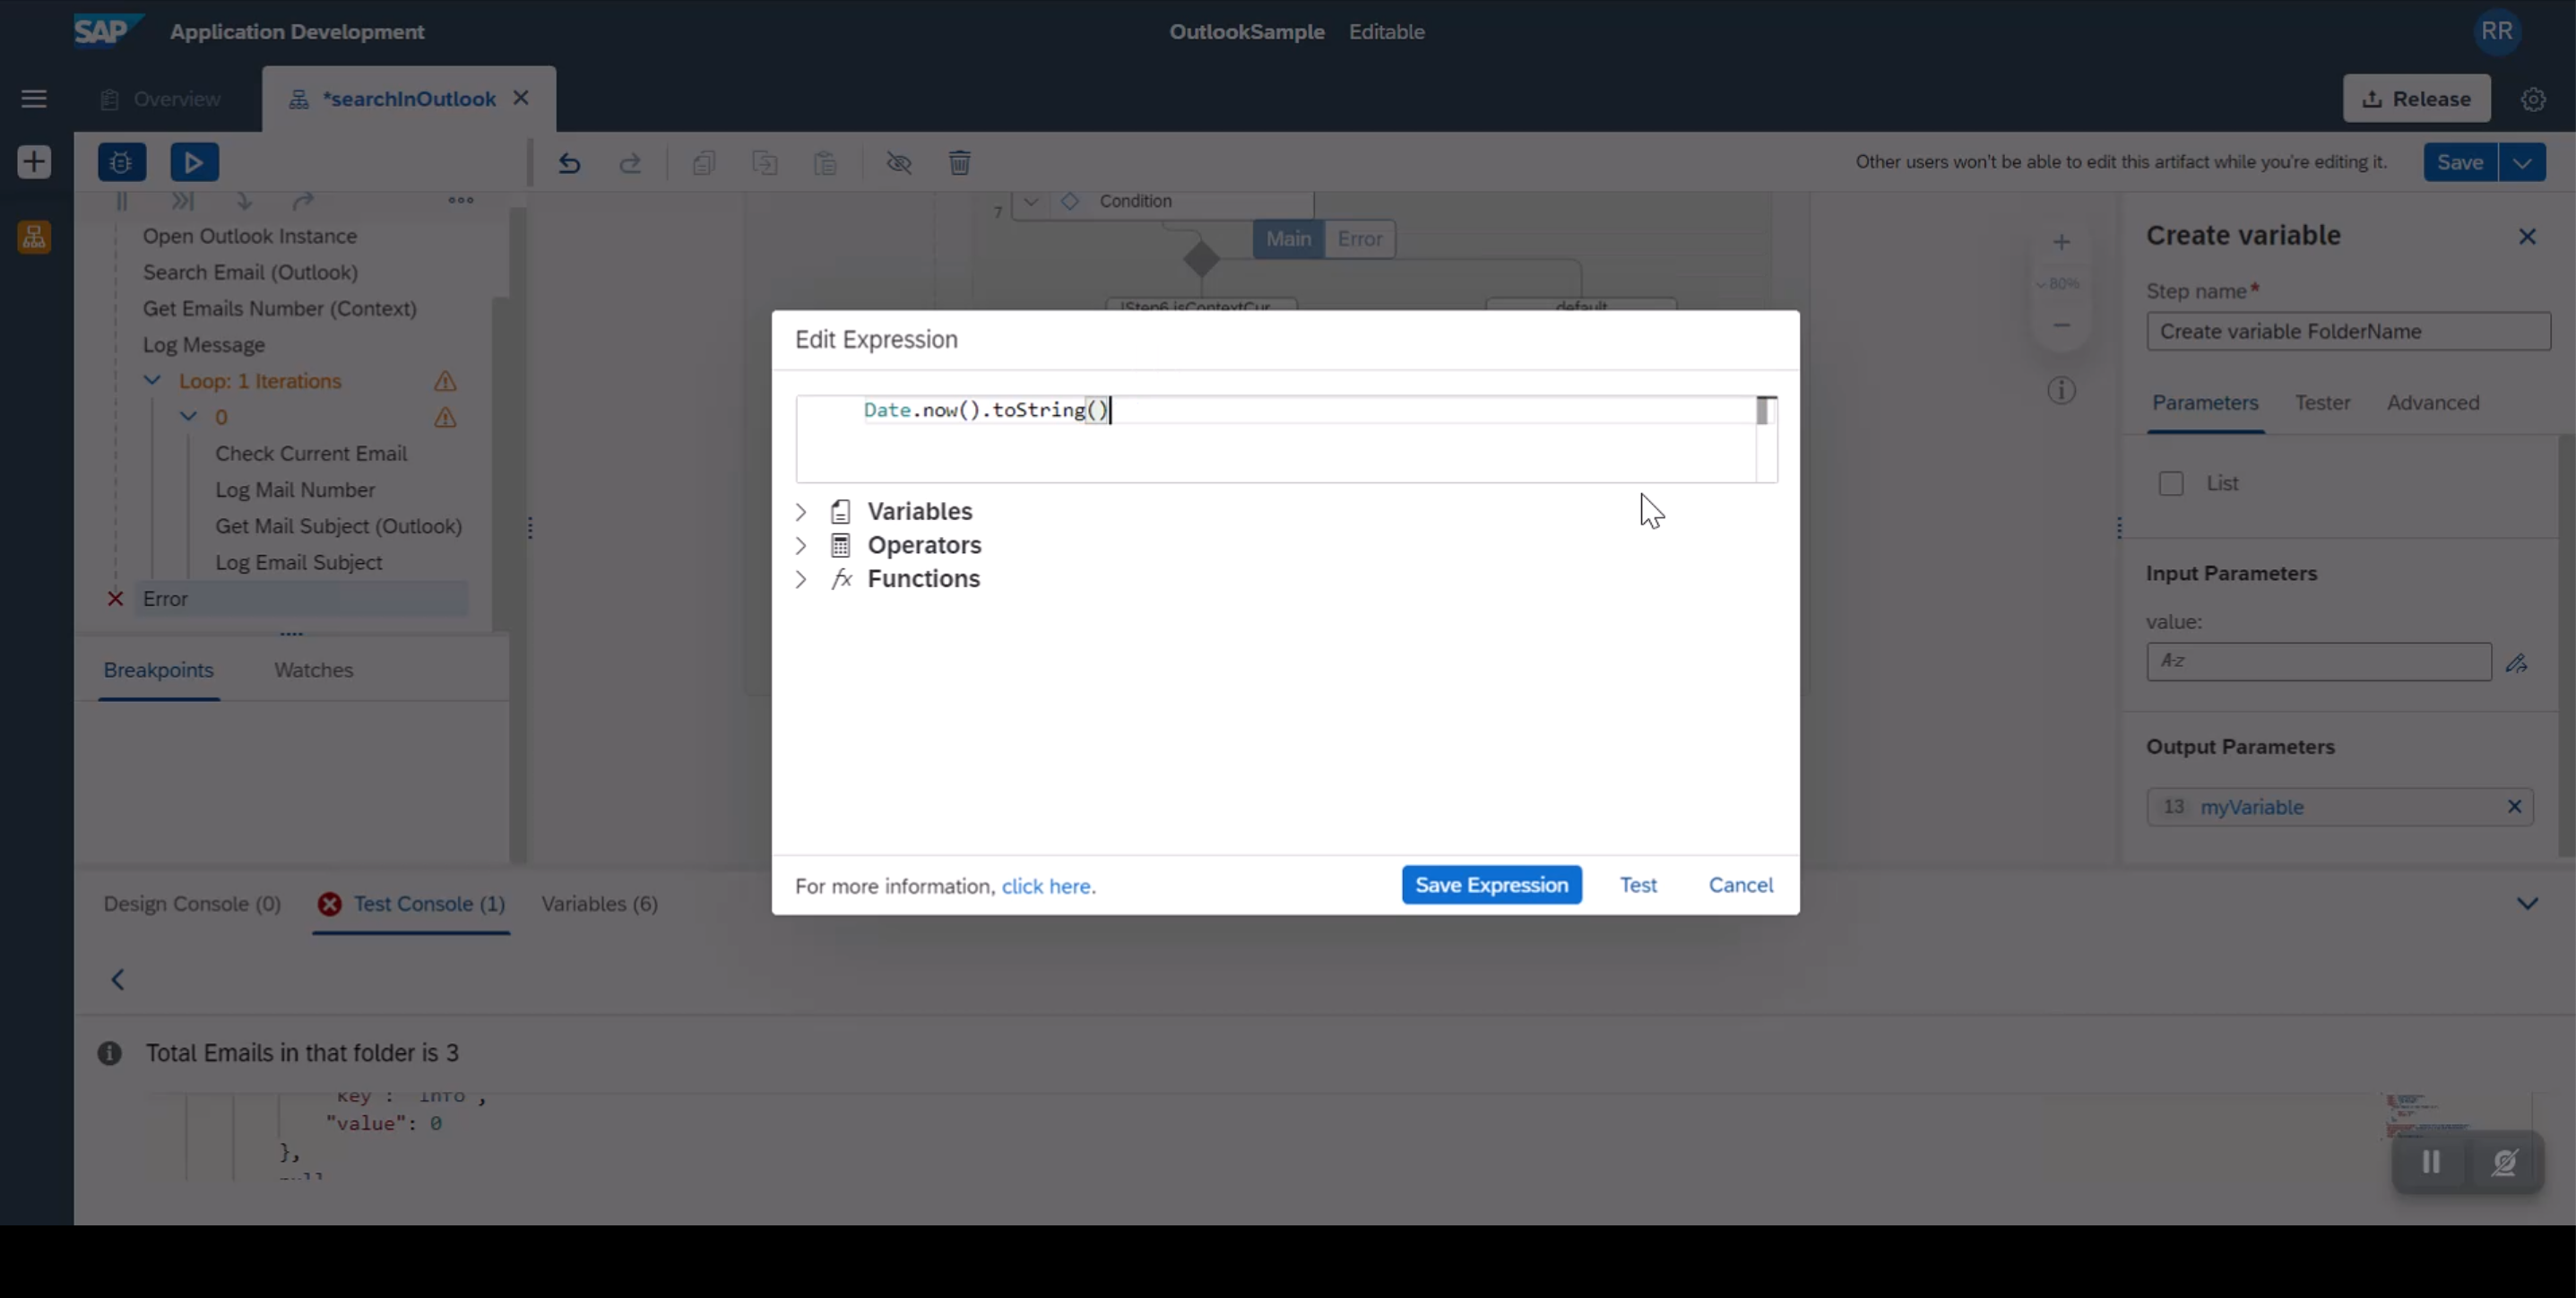 SAP Application Development
OutlookSample Editable
RR
Overview
*searchInOutlook
Release
Other users won't be able to edit this artifact while you're editing it.
Save
Open Outlook Instance
Search Email (Outlook)
Get Emails Number (Context)
Log Message
Loop: 1 Iterations
0
Check Current Email
Log Mail Number
Get Mail Subject (Outlook)
Log Email Subject
Error
Breakpoints
Watches
7
Condition
Main
Error
default
80%
Edit Expression
Date.now().toString()
Variables
Operators
Functions
For more information, click here.
Save Expression
Test
Cancel
Create variable
Step name*
Create variable FolderName
Parameters
Tester
Advanced
List
Input Parameters
value:
A-z
Output Parameters
13 myVariable
Design Console (0)
Test Console (1)
Variables (6)
Total Emails in that folder is 3
"value": 0
},